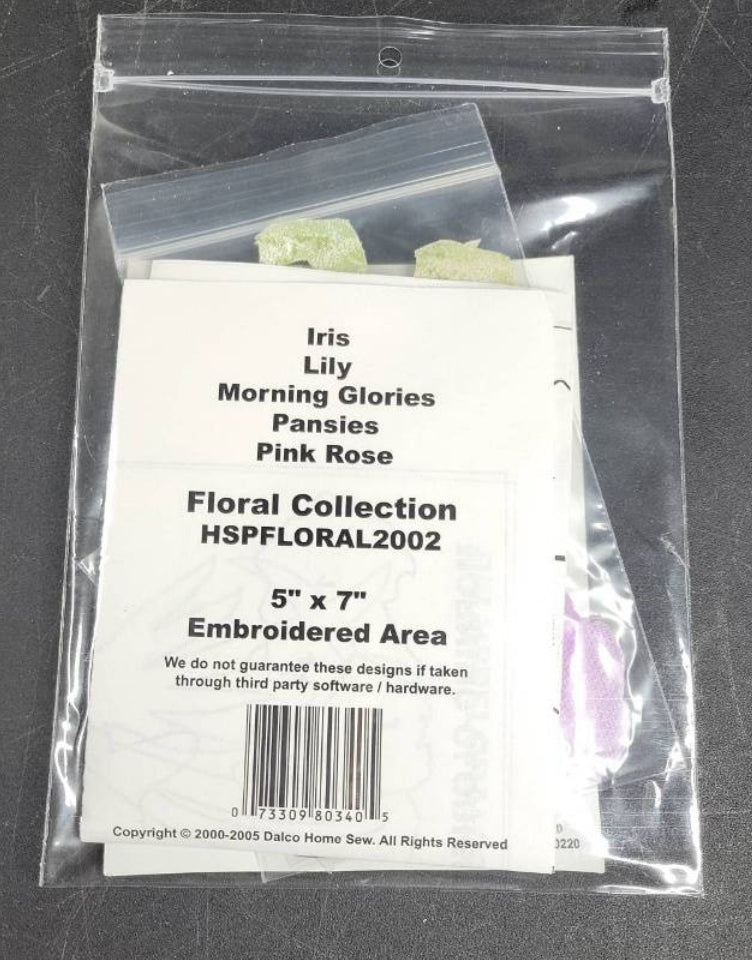 Iris
Lily
Morning Glories
Pansies
Pink Rose
Floral Collection
HSPFLORAL2002
5" x 7"
Embroidered Area
We do not guarantee these designs if taken
through third party software / hardware.
0 73309 80340 5
Copyright © 2000-2005 Dalco Home Sew. All Rights Reserved
0220